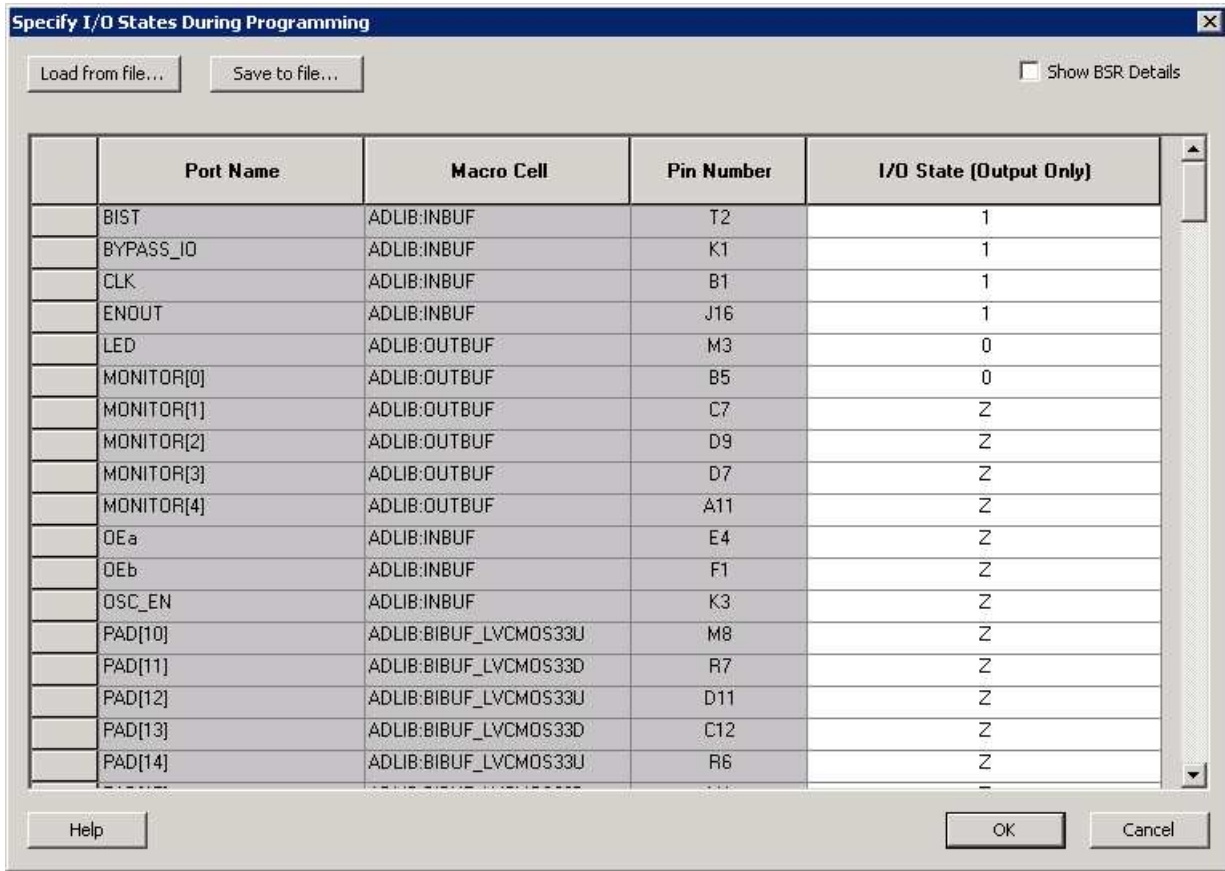 Specify I/O States During Programming
Load from file... Save to file... Show BSR Details
Port Name Macro Cell Pin Number I/O State (Output Only)
BIST ADLIB:INBUF T2 1
BYPASS_IO ADLIB:INBUF K1 1
CLK ADLIB:INBUF B1 1
ENOUT ADLIB:INBUF J16 1
LED ADLIB:OUTBUF M3 0
MONITOR[0] ADLIB:OUTBUF B5 0
MONITOR[1] ADLIB:OUTBUF C7 Z
MONITOR[2] ADLIB:OUTBUF D9 Z
MONITOR[3] ADLIB:OUTBUF D7 Z
MONITOR[4] ADLIB:OUTBUF A11 Z
OEa ADLIB:INBUF E4 Z
OEb ADLIB:INBUF F1 Z
OSC_EN ADLIB:INBUF K3 Z
PAD[10] ADLIB:BIBUF_LVCMOS33U M8 Z
PAD[11] ADLIB:BIBUF_LVCMOS33D R7 Z
PAD[12] ADLIB:BIBUF_LVCMOS33U D11 Z
PAD[13] ADLIB:BIBUF_LVCMOS33D C12 Z
PAD[14] ADLIB:BIBUF_LVCMOS33U R6 Z
Help OK Cancel